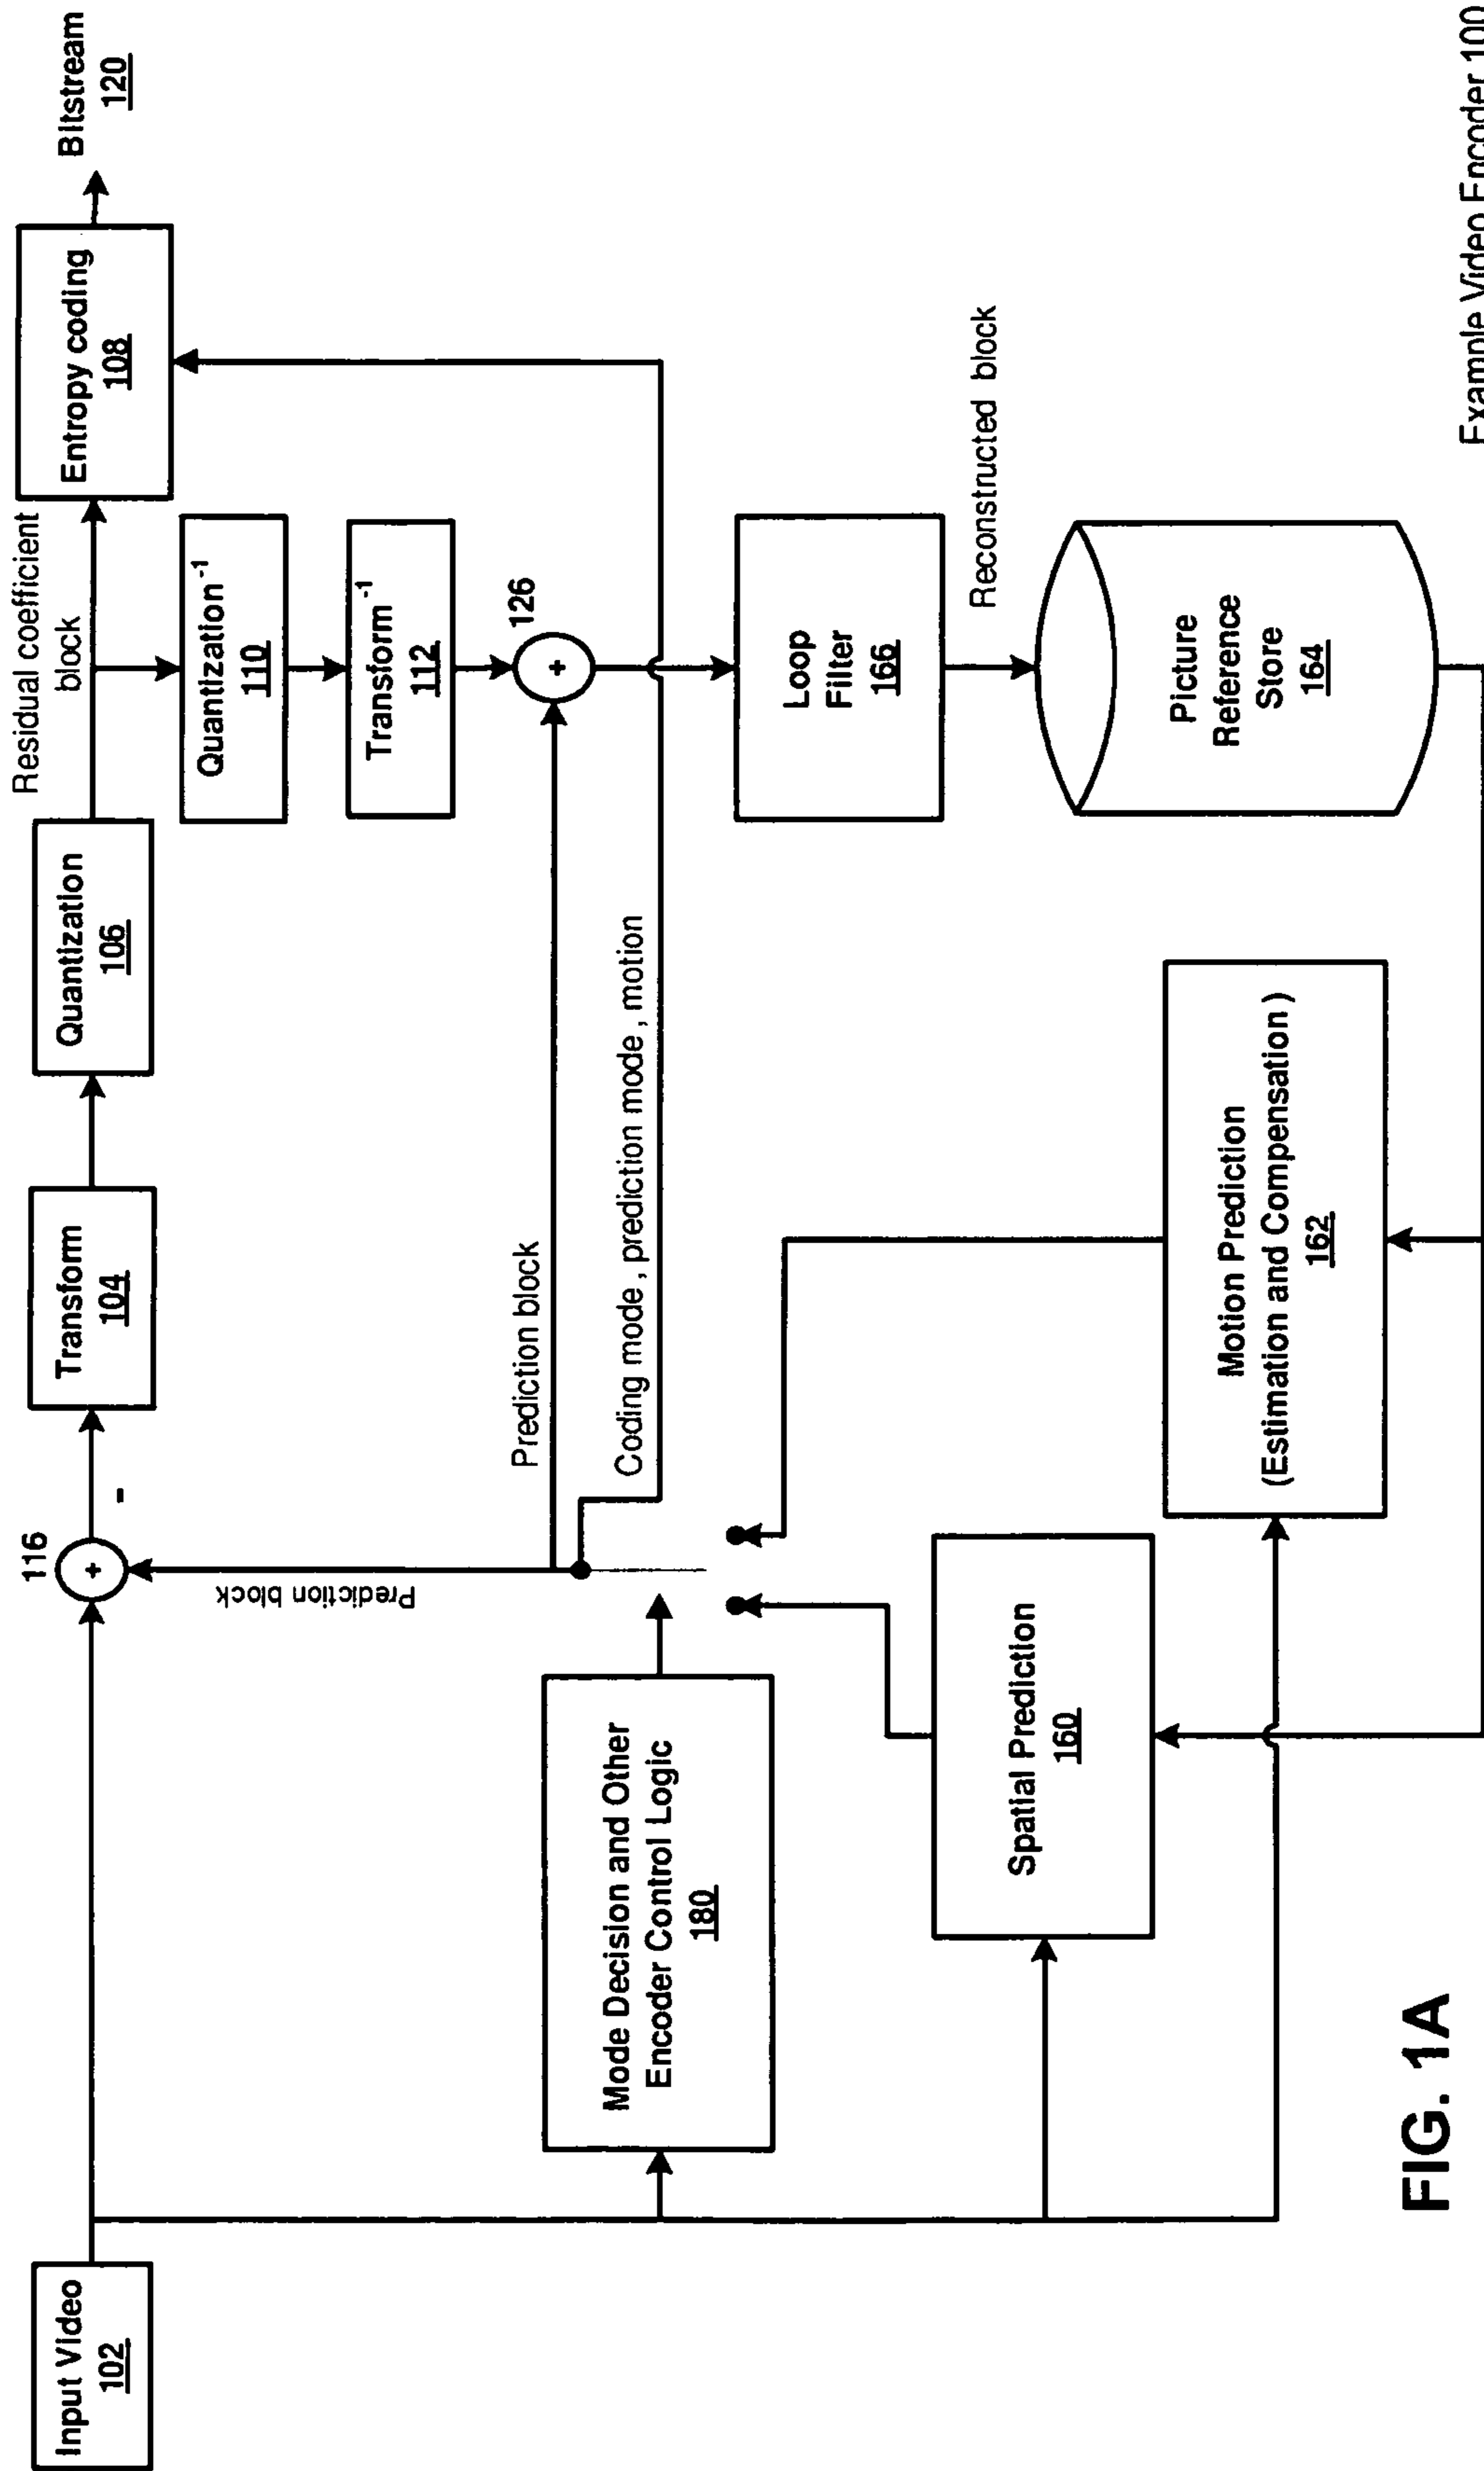 Input Video
102
116
+
-
Transform
104
Quantization
106
Residual coefficient
block
Entropy coding
108
Bitstream
120
Quantization-1
110
Transform-1
112
126
+
Prediction block
Prediction block
Coding mode, prediction mode, motion
Mode Decision and Other
Encoder Control Logic
180
Spatial Prediction
160
Motion Prediction
(Estimation and Compensation)
162
Loop
Filter
166
Reconstructed block
Picture
Reference
Store
164
FIG. 1A
Example Video Encoder 100